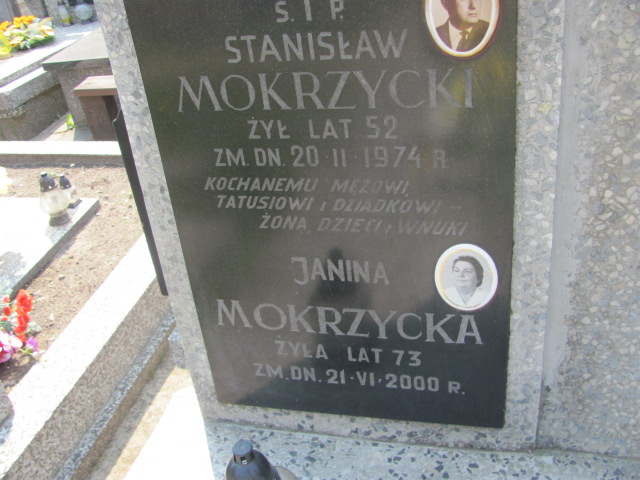 Ś. I P.
STANISŁAW
MOKRZYCKI
ŻYŁ LAT 52
ZM. DN. 20·II·1974 R.
KOCHANEMU MĘŻOWI,
TATUSIOWI i DZIADKOWI –
ŻONA, DZIECI i WNUKI
JANINA
MOKRZYCKA
ŻYŁA LAT 73
ZM. DN. 21·VI·2000 R.